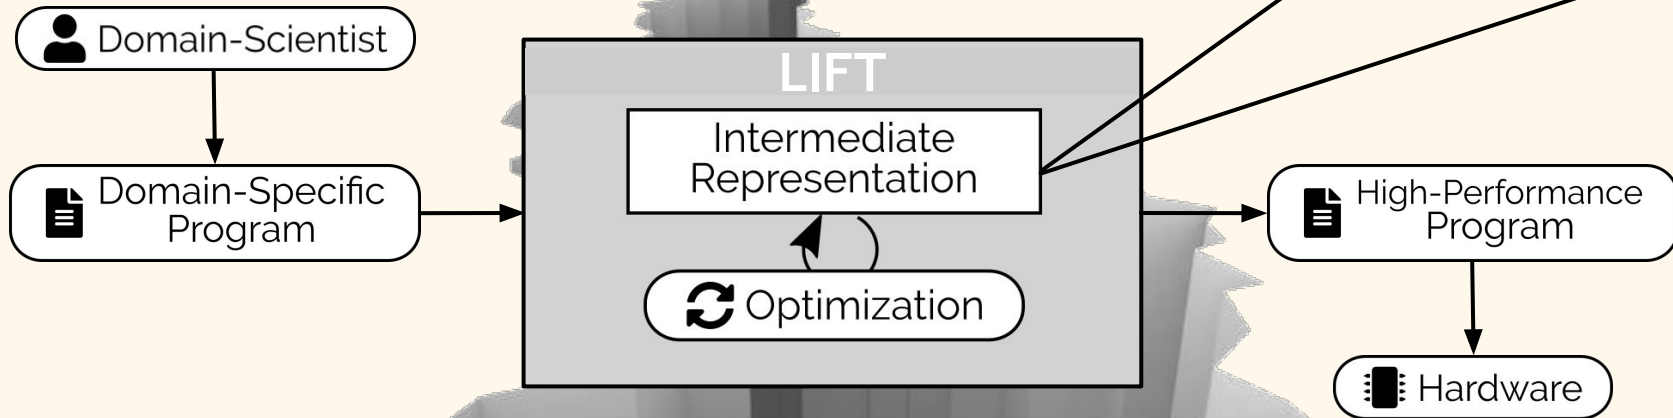 Domain-Scientist
Domain-Specific
Program
LIFT
Intermediate
Representation
Optimization
High-Performance
Program
Hardware